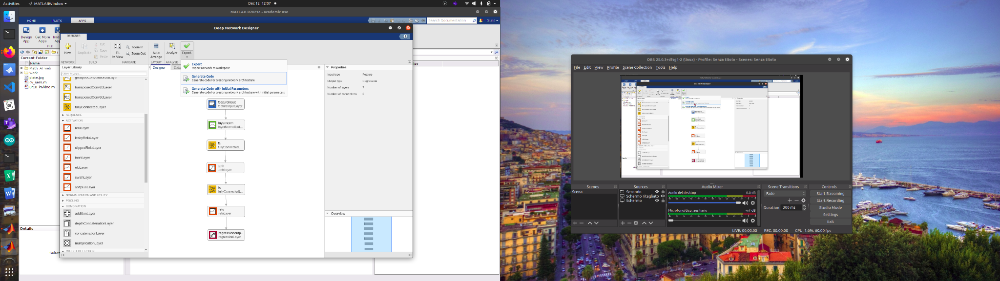 Activities
MATLABWindow
Dec 12 12:07
MATLAB R2021a - academic use
HOME
PLOTS
APPS
Search Documentation
Giulio
Design App
Get More Apps
FILE
Current Folder
Name
Math_AI_web
Work
plate.jpg
cv_sem.m
ur10_invkine.m
Details
Select
Deep Network Designer
DESIGNER
New
Duplicate
Cut
Copy
Paste
Fit to View
Zoom In
Zoom Out
Auto Arrange
Analyze
Export
NETWORK
BUILD
NAVIGATE
LAYOUT
ANALYSIS
Export
Export network to workspace
Generate Code
Generate code for creating network architecture
Generate Code with Initial Parameters
Generate code for creating network architecture with initial parameters
Layer Library
Filter layers...
transposedConv2dLayer
transposedConv3dLayer
fullyConnectedLayer
SEQUENCE
ACTIVATION
reluLayer
leakyReluLayer
clippedReluLayer
tanhLayer
eluLayer
swishLayer
softplusLayer
NORMALIZATION AND UTILITY
POOLING
COMBINATION
additionLayer
depthConcatenationLayer
concatenationLayer
multiplicationLayer
OBJECT DETECTION
Designer
Data
featureinput
featureInputLayer
layernorm
layerNormalizat...
fc
fullyConnectedL...
tanh
tanhLayer
fc
fullyConnectedL...
relu
reluLayer
regressionoutp..
regressionLayer
Properties
Input type Feature
Output type Regression
Number of layers 7
Number of connections 6
Overview
OBS 25.0.3+dfsg1-2 (linux) - Profile: Senza titolo - Scenes: Senza titolo
File Edit View Profile Scene Collection Tools Help
Scenes
Scena
Sources
Secondo
Schermo ritagliato
Schermo
Audio Mixer
Audio del desktop 0.0 dB
Microfono/disp. ausiliario -inf dB
Scene Transitions
Fade
Duration 300 ms
Controls
Start Streaming
Start Recording
Studio Mode
Settings
Exit
LIVE: 00:00:00 REC: 00:00:00 CPU: 1.6%, 60.00 fps